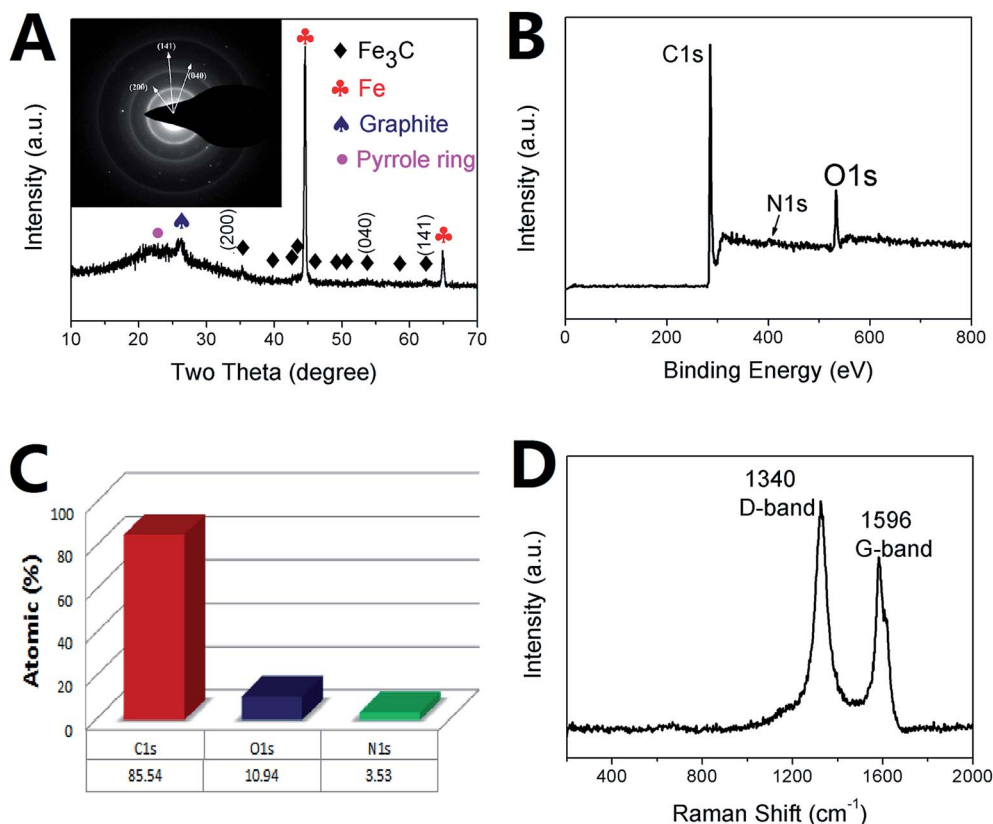 A
(141)
(040)
(200)
Fe3C
Fe
Graphite
Pyrrole ring
(200)
(040)
(141)
Intensity (a.u.)
10 20 30 40 50 60 70
Two Theta (degree)
B
C1s
N1s
O1s
Intensity (a.u.)
0 200 400 600 800
Binding Energy (eV)
C
Atomic (%)
100
80
60
40
20
0
C1s O1s N1s
85.54 10.94 3.53
D
1340
D-band
1596
G-band
Intensity (a.u.)
400 800 1200 1600 2000
Raman Shift (cm-1)